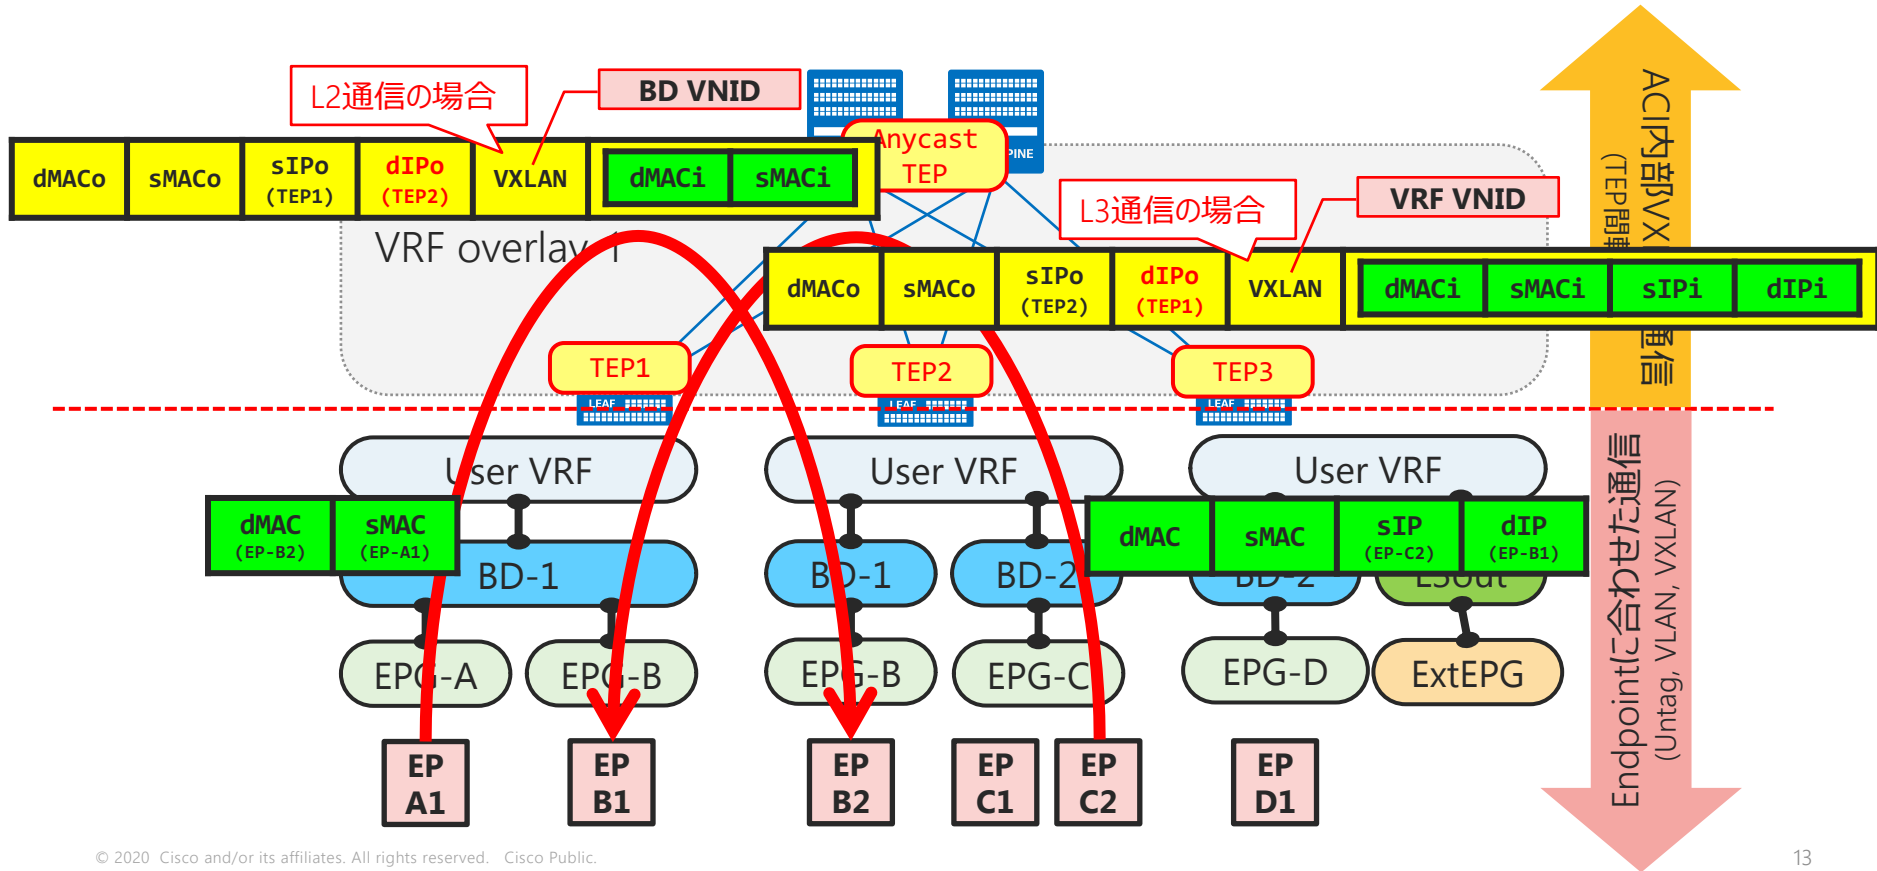 L2通信の場合
BD VNID
dMACo
sMACo
sIPo
(TEP1)
dIPo
(TEP2)
VXLAN
dMACi
sMACi
Anycast
TEP
PINE
VRF overlay-1
L3通信の場合
VRF VNID
dMACo
sMACo
sIPo
(TEP2)
dIPo
(TEP1)
VXLAN
dMACi
sMACi
sIPi
dIPi
TEP1
TEP2
TEP3
LEAF
LEAF
LEAF
User VRF
User VRF
User VRF
dMAC
(EP-B2)
sMAC
(EP-A1)
dMAC
sMAC
sIP
(EP-C2)
dIP
(EP-B1)
BD-1
BD-1
BD-2
BD-2
L3out
EPG-A
EPG-B
EPG-B
EPG-C
EPG-D
ExtEPG
EP
A1
EP
B1
EP
B2
EP
C1
EP
C2
EP
D1
ACI内部VX
通信
(TEP間
Endpointに合わせた通信
(Untag, VLAN, VXLAN)
© 2020 Cisco and/or its affiliates. All rights reserved. Cisco Public.
13